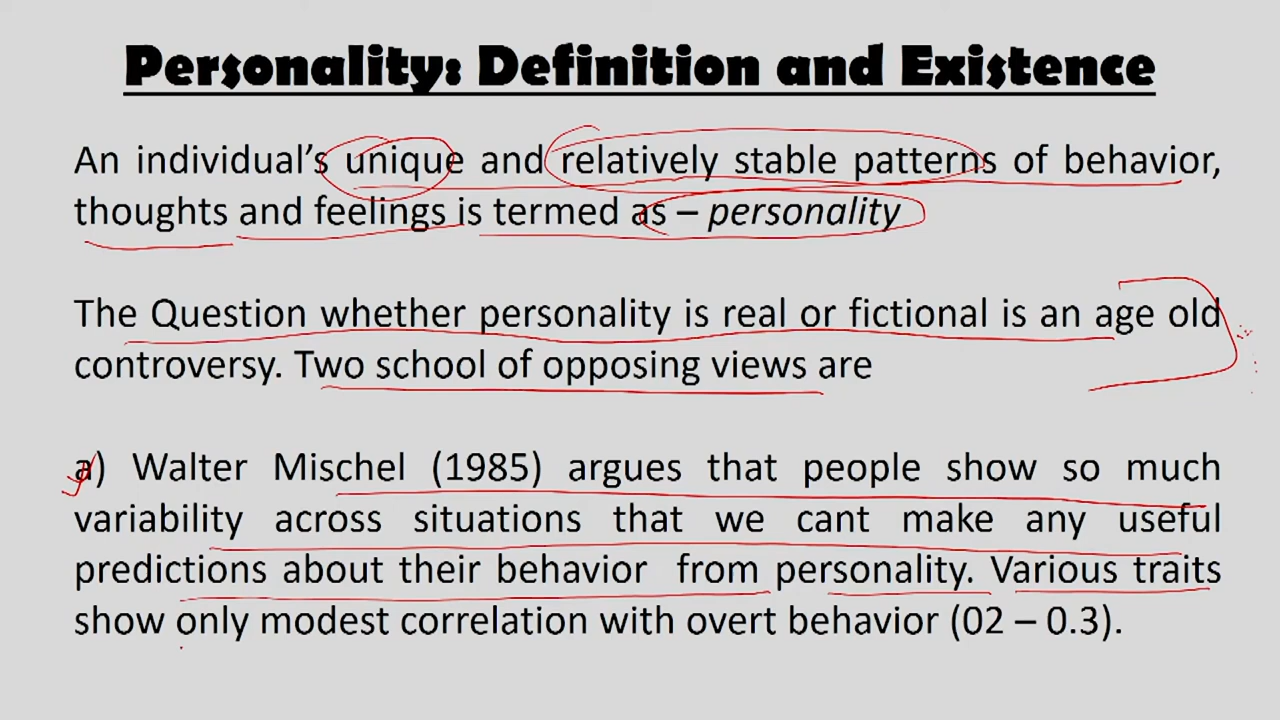 Personality: Definition and Existence
An individual's unique and relatively stable patterns of behavior,
thoughts and feelings is termed as – personality
The Question whether personality is real or fictional is an age old
controversy. Two school of opposing views are
a) Walter Mischel (1985) argues that people show so much
variability across situations that we cant make any useful
predictions about their behavior from personality. Various traits
show only modest correlation with overt behavior (02 – 0.3).